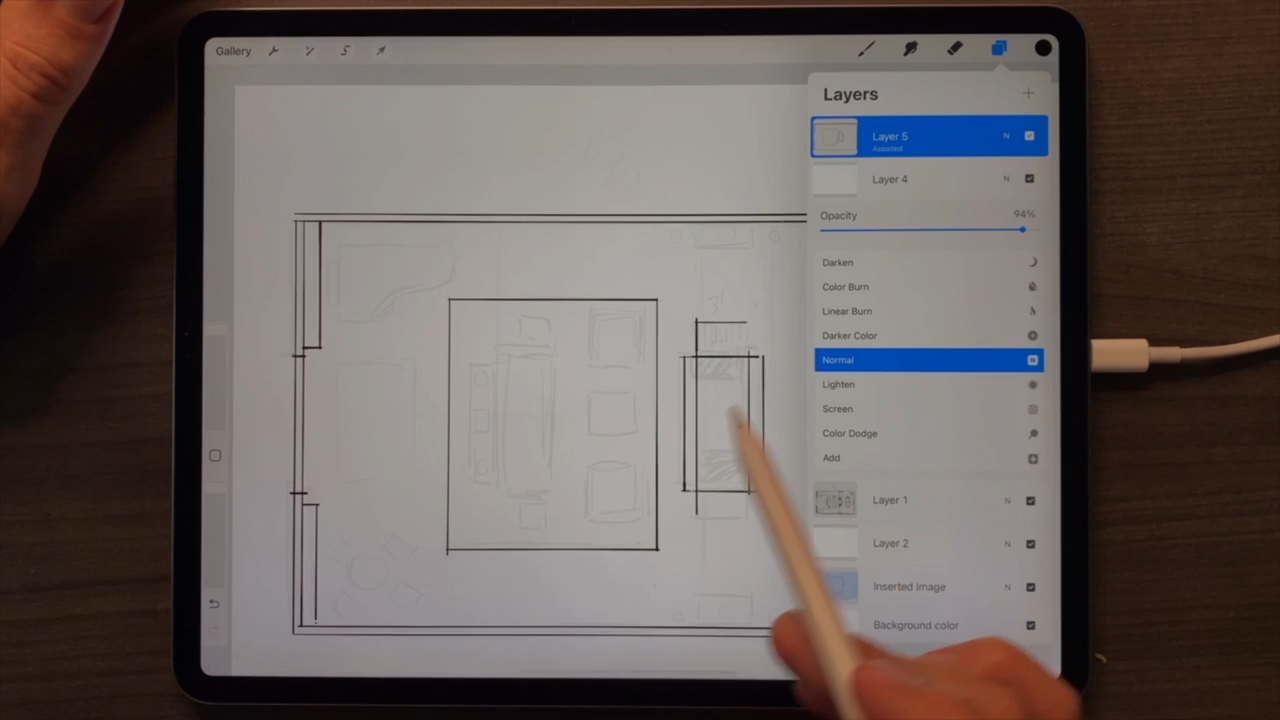 Gallery
Layers
Layer 5
N
Assisted
Layer 4
N
Opacity
94%
Darken
Color Burn
Linear Burn
Darker Color
Normal
N
Lighten
Screen
Color Dodge
Add
Layer 1
N
Layer 2
N
Inserted Image
N
Background color